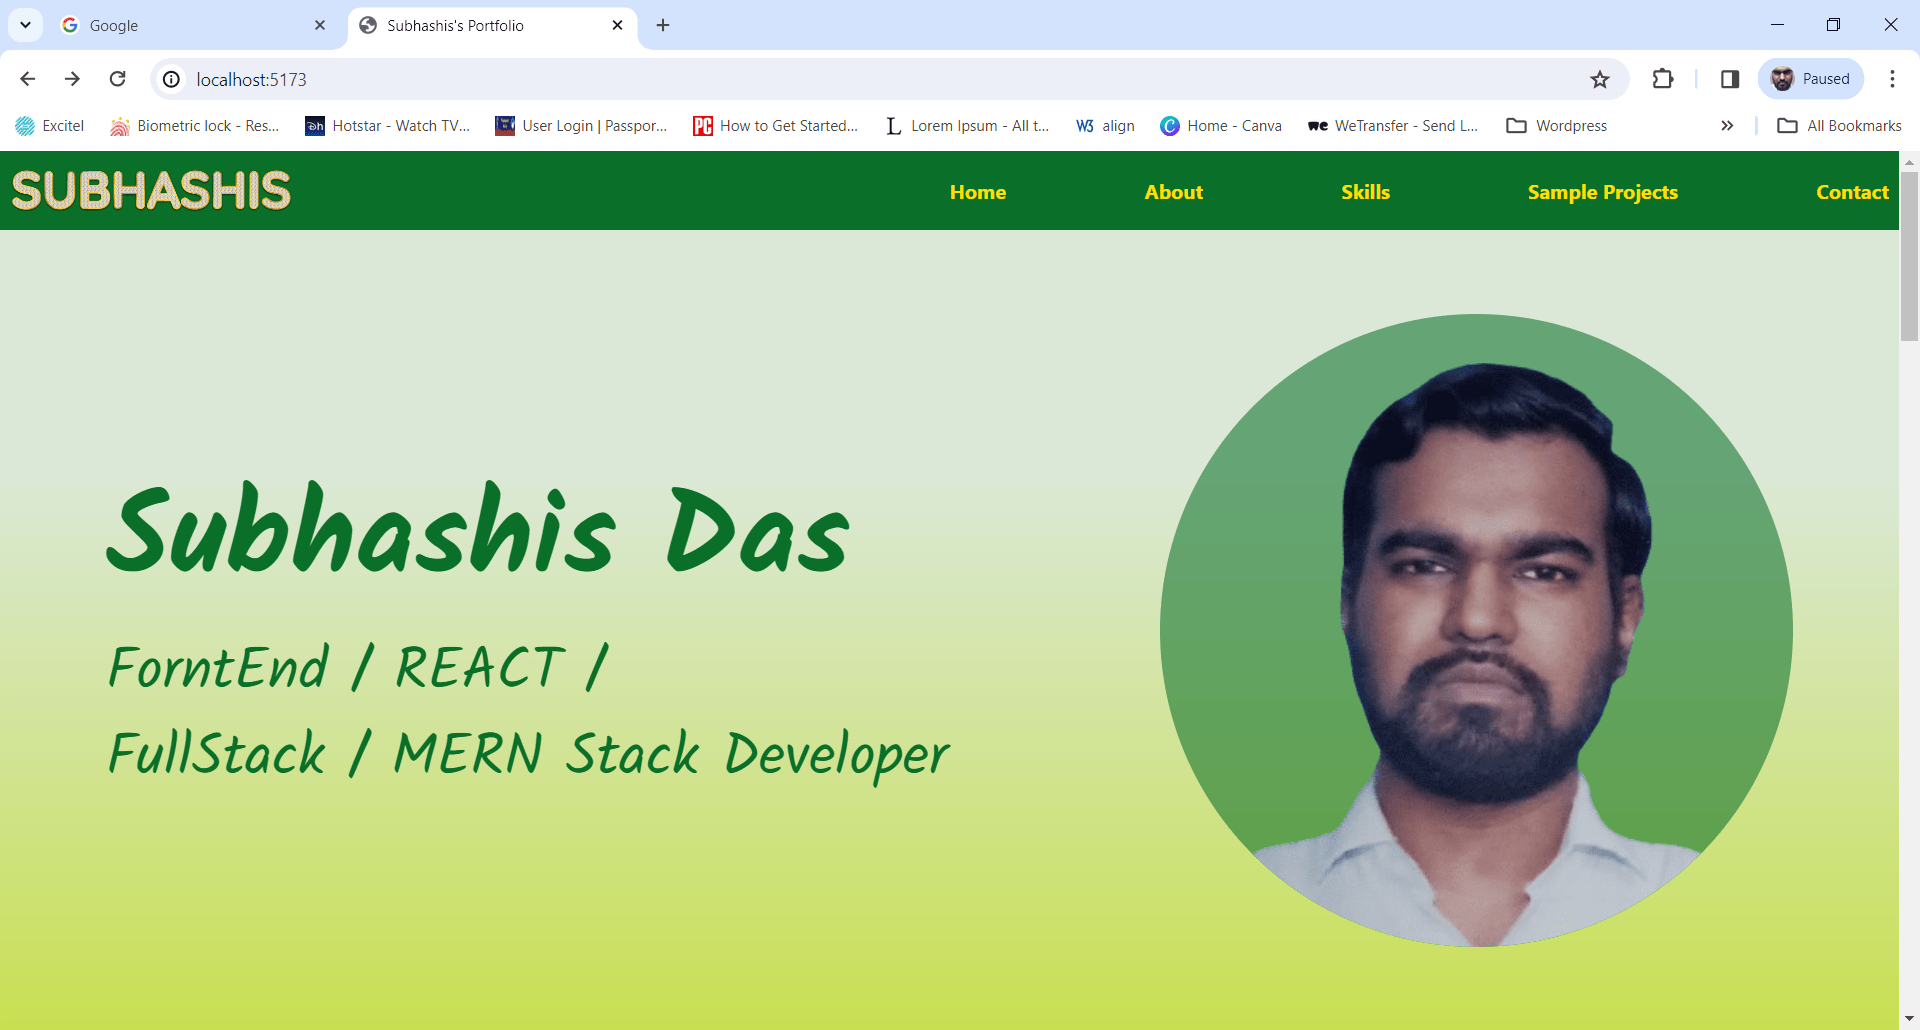 Google
Subhashis's Portfolio
localhost:5173
Paused
Excitel
Biometric lock - Res...
Hotstar - Watch TV...
User Login | Passpor...
How to Get Started...
Lorem Ipsum - All t...
align
Home - Canva
WeTransfer - Send L...
Wordpress
All Bookmarks
SUBHASHIS
Home
About
Skills
Sample Projects
Contact
Subhashis Das
ForntEnd / REACT /
FullStack / MERN Stack Developer